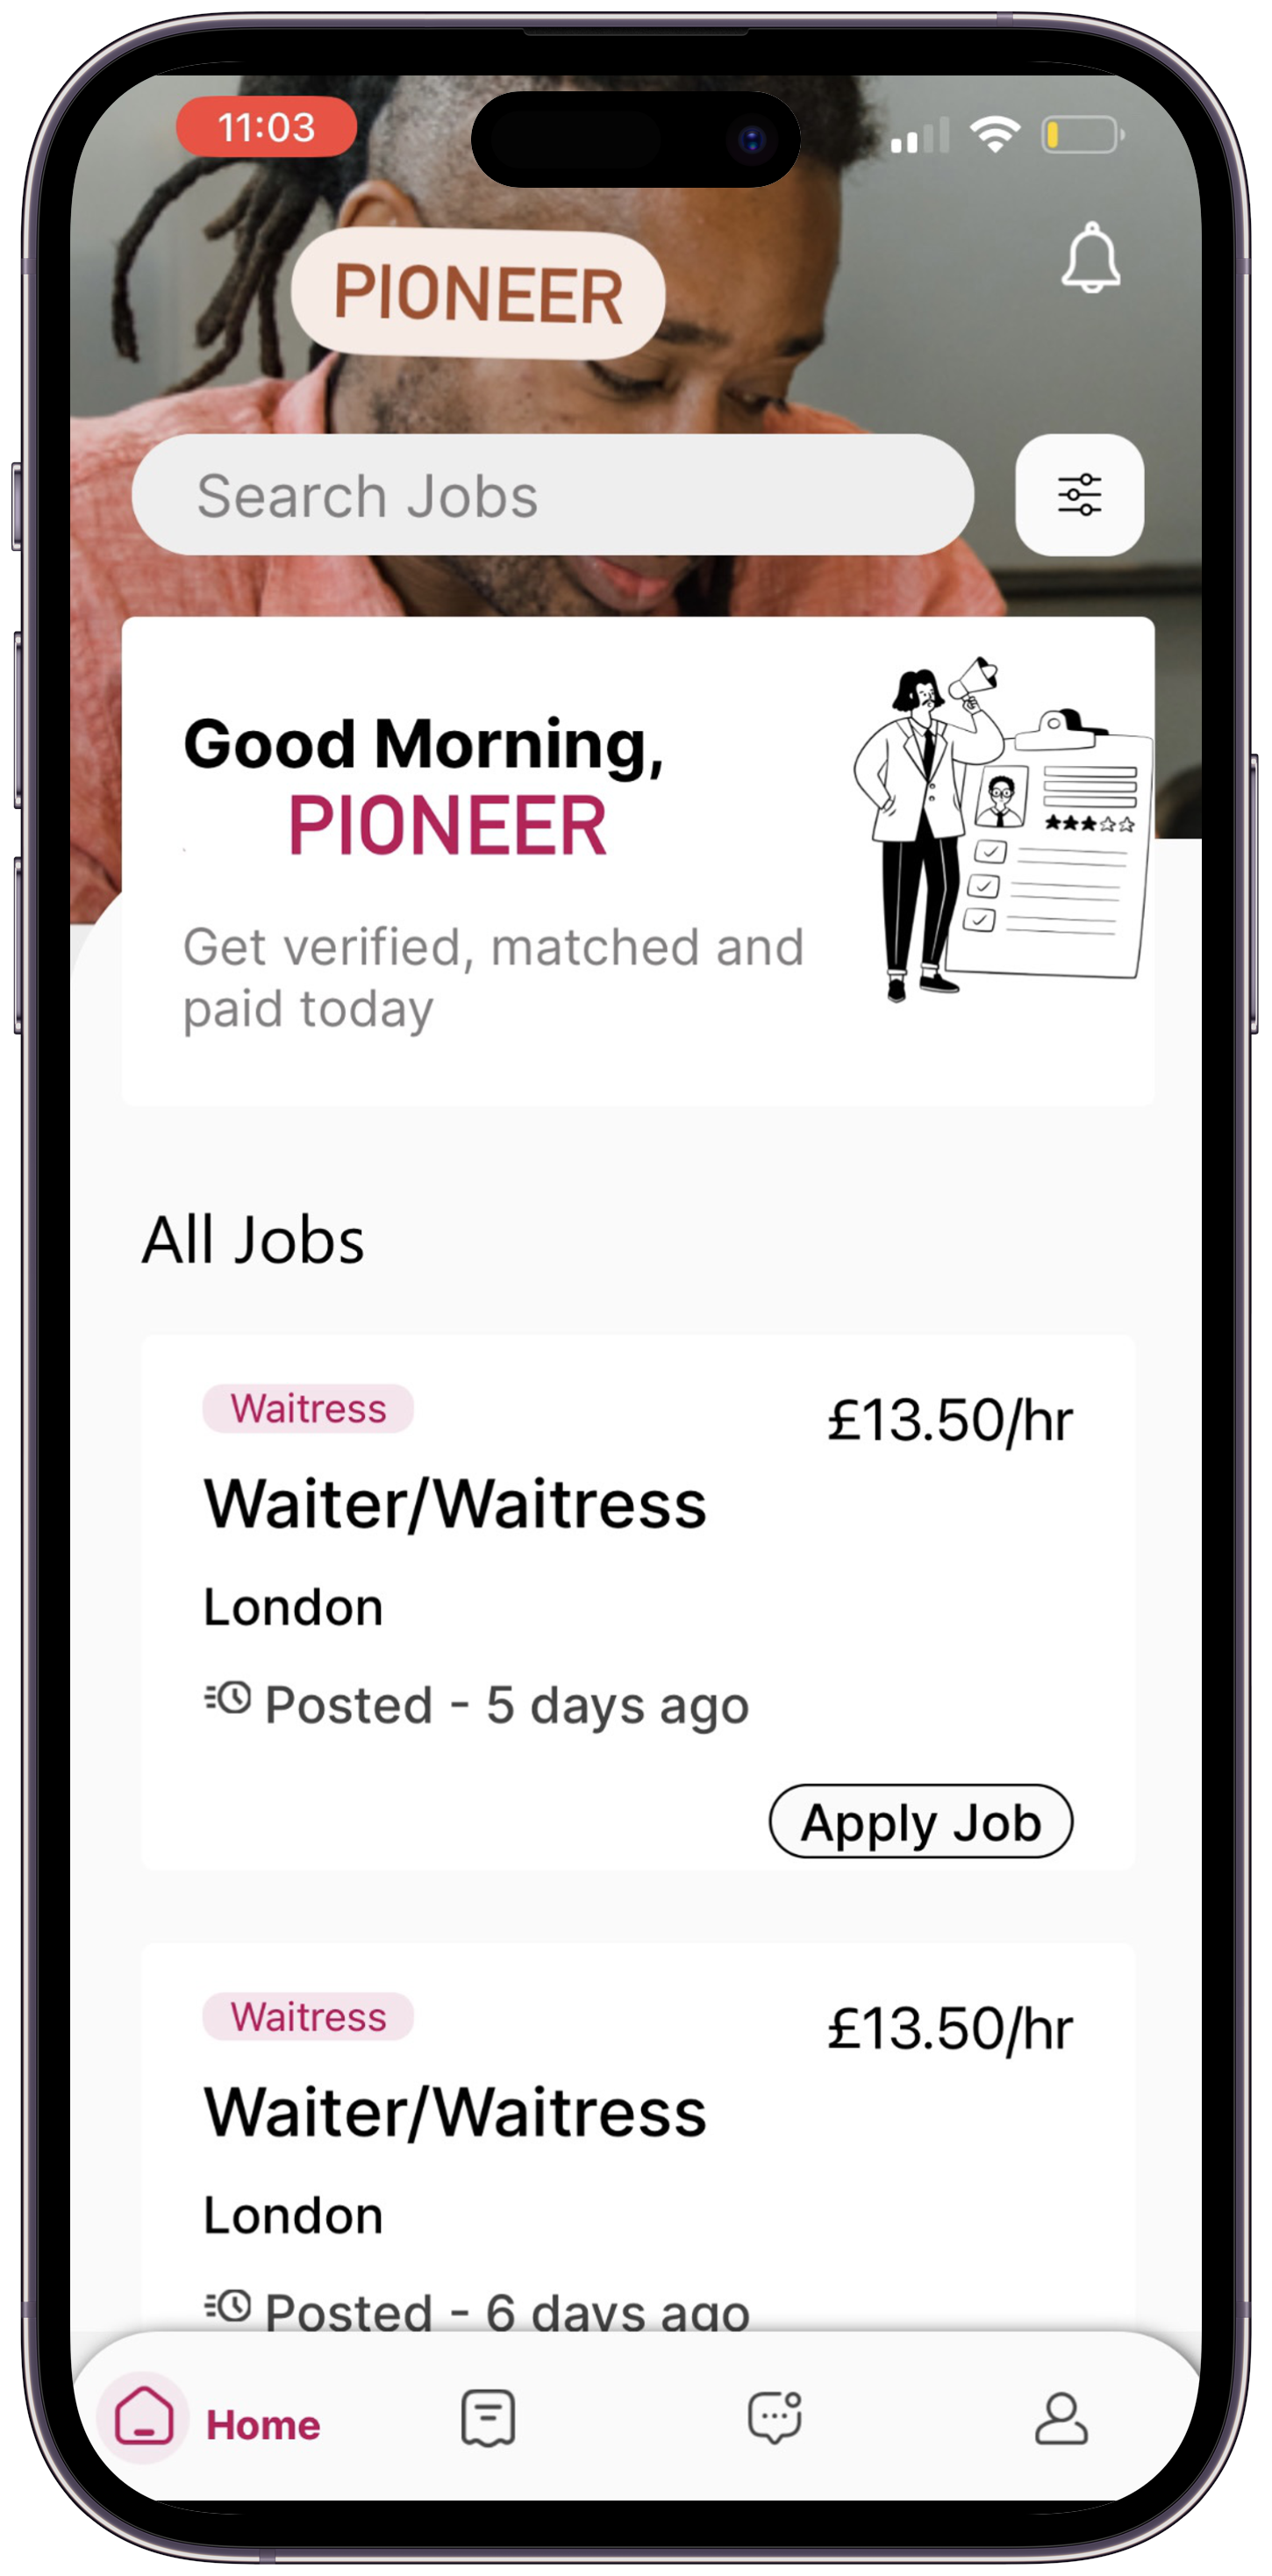 11:03
PIONEER
Search Jobs
Good Morning,
PIONEER
Get verified, matched and
paid today
All Jobs
Waitress
£13.50/hr
Waiter/Waitress
London
Posted - 5 days ago
Apply Job
Waitress
£13.50/hr
Waiter/Waitress
London
Posted - 6 days ago
Home